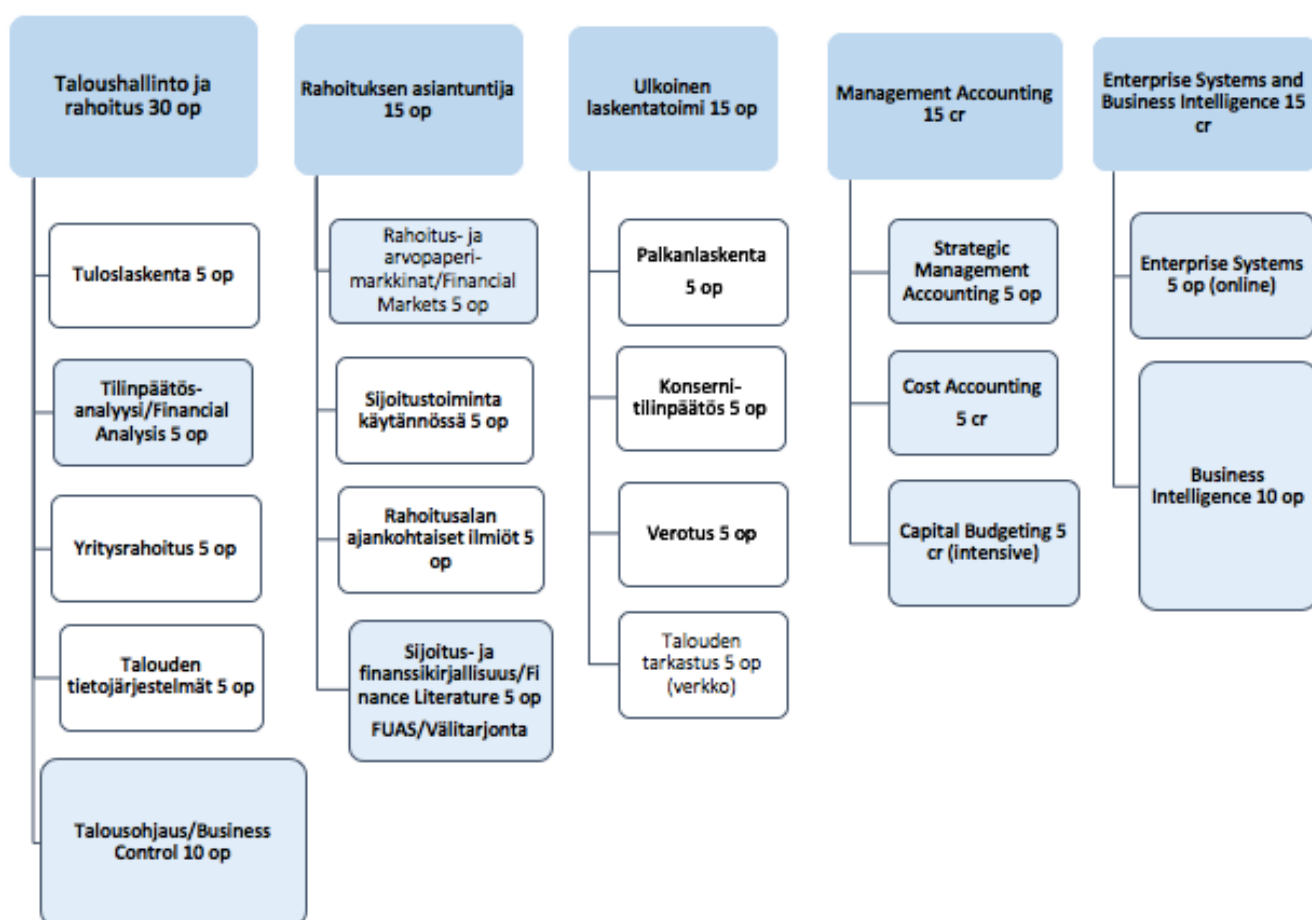 Taloushallinto ja
rahoitus 30 op
Tuloslaskenta 5 op
Tilinpäätös-
analyysi/Financial
Analysis 5 op
Yritysrahoitus 5 op
Talouden
tietojärjestelmät 5 op
Talousohjaus/Business
Control 10 op
Rahoituksen asiantuntija
15 op
Rahoitus- ja
arvopaperi-
markkinat/Financial
Markets 5 op
Sijoitustoiminta
käytännössä 5 op
Rahoitusalan
ajankohtaiset ilmiöt 5
op
Sijoitus- ja
finanssikirjallisuus/Fi
nance Literature 5 op
FUAS/Välitarjonta
Ulkoinen
laskentatoimi 15 op
Palkanlaskenta
5 op
Konserni-
tilinpäätös 5 op
Verotus 5 op
Talouden
tarkastus 5 op
(verkko)
Management Accounting
15 cr
Strategic
Management
Accounting 5 op
Cost Accounting
5 cr
Capital Budgeting 5
cr (intensive)
Enterprise Systems and
Business Intelligence 15
cr
Enterprise Systems
5 op (online)
Business
Intelligence 10 op